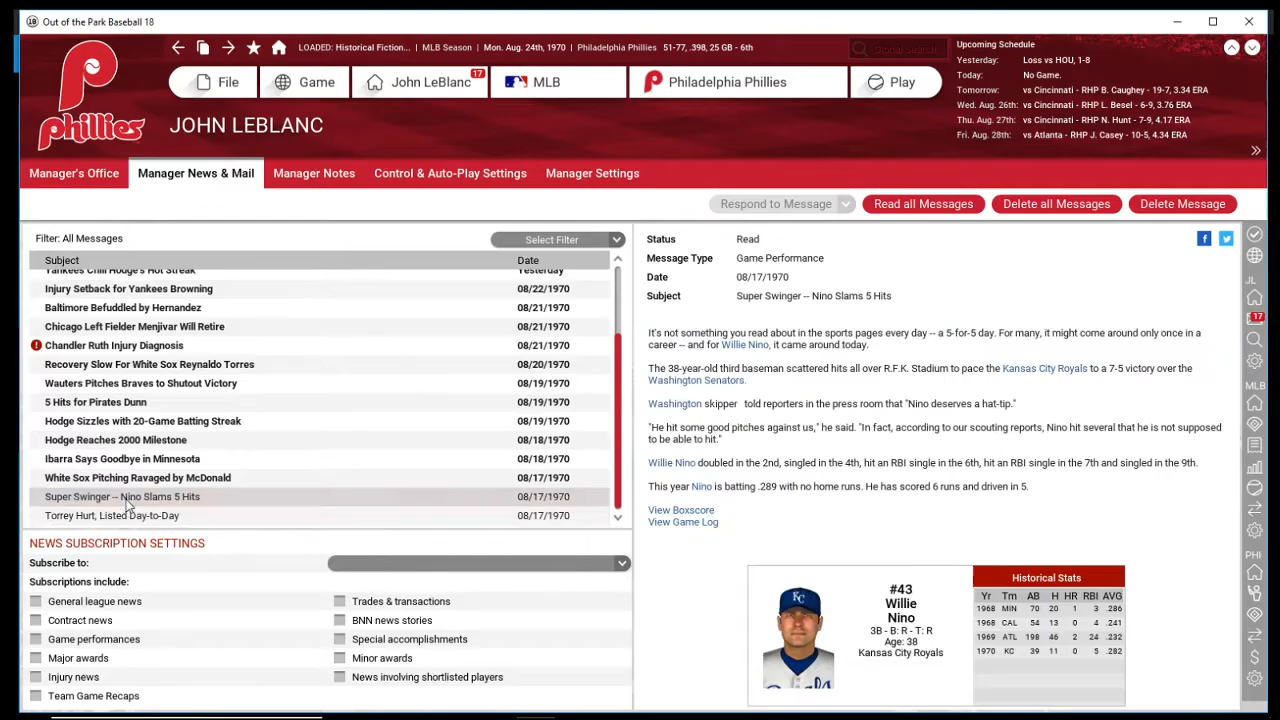 Out of the Park Baseball 18
LOADED: Historical Fiction... | MLB Season | Mon. Aug. 24th, 1970 | Philadelphia Phillies 51-77, .398, 25 GB - 6th
Global Search
File
Game
John LeBlanc
17
MLB
Philadelphia Phillies
Play
Upcoming Schedule
Yesterday: Loss vs HOU, 1-8
Today: No Game.
Tomorrow: vs Cincinnati - RHP B. Caughey - 19-7, 3.34 ERA
Wed. Aug. 26th: vs Cincinnati - RHP L. Besel - 6-9, 3.76 ERA
Thu. Aug. 27th: vs Cincinnati - RHP N. Hunt - 7-9, 4.17 ERA
Fri. Aug. 28th: vs Atlanta - RHP J. Casey - 10-5, 4.34 ERA
phillies
JOHN LEBLANC
Manager's Office
Manager News & Mail
Manager Notes
Control & Auto-Play Settings
Manager Settings
Respond to Message
Read all Messages
Delete all Messages
Delete Message
Filter: All Messages
Select Filter
Subject Date
Yankees Chill Hodge's Hot Streak Yesterday
Injury Setback for Yankees Browning 08/22/1970
Baltimore Befuddled by Hernandez 08/21/1970
Chicago Left Fielder Menjivar Will Retire 08/21/1970
Chandler Ruth Injury Diagnosis 08/21/1970
Recovery Slow For White Sox Reynaldo Torres 08/20/1970
Wauters Pitches Braves to Shutout Victory 08/19/1970
5 Hits for Pirates Dunn 08/19/1970
Hodge Sizzles with 20-Game Batting Streak 08/19/1970
Hodge Reaches 2000 Milestone 08/18/1970
Ibarra Says Goodbye in Minnesota 08/18/1970
White Sox Pitching Ravaged by McDonald 08/17/1970
Super Swinger -- Nino Slams 5 Hits 08/17/1970
Torrey Hurt, Listed Day-to-Day 08/17/1970
NEWS SUBSCRIPTION SETTINGS
Subscribe to:
Subscriptions include:
General league news Trades & transactions
Contract news BNN news stories
Game performances Special accomplishments
Major awards Minor awards
Injury news News involving shortlisted players
Team Game Recaps
Status Read
Message Type Game Performance
Date 08/17/1970
Subject Super Swinger -- Nino Slams 5 Hits
It's not something you read about in the sports pages every day -- a 5-for-5 day. For many, it might come around only once in a
career -- and for Willie Nino, it came around today.
The 38-year-old third baseman scattered hits all over R.F.K. Stadium to pace the Kansas City Royals to a 7-5 victory over the
Washington Senators.
Washington skipper told reporters in the press room that "Nino deserves a hat-tip."
"He hit some good pitches against us," he said. "In fact, according to our scouting reports, Nino hit several that he is not supposed
to be able to hit."
Willie Nino doubled in the 2nd, singled in the 4th, hit an RBI single in the 6th, hit an RBI single in the 7th and singled in the 9th.
This year Nino is batting .289 with no home runs. He has scored 6 runs and driven in 5.
View Boxscore
View Game Log
#43
Willie
Nino
3B - B: R - T: R
Age: 38
Kansas City Royals
KC
Historical Stats
Yr Tm AB H HR RBI AVG
1968 MIN 70 20 1 3 .286
1968 CAL 54 13 0 4 .241
1969 ATL 198 46 2 24 .232
1970 KC 39 11 0 5 .282
JL
17
MLB
PHI